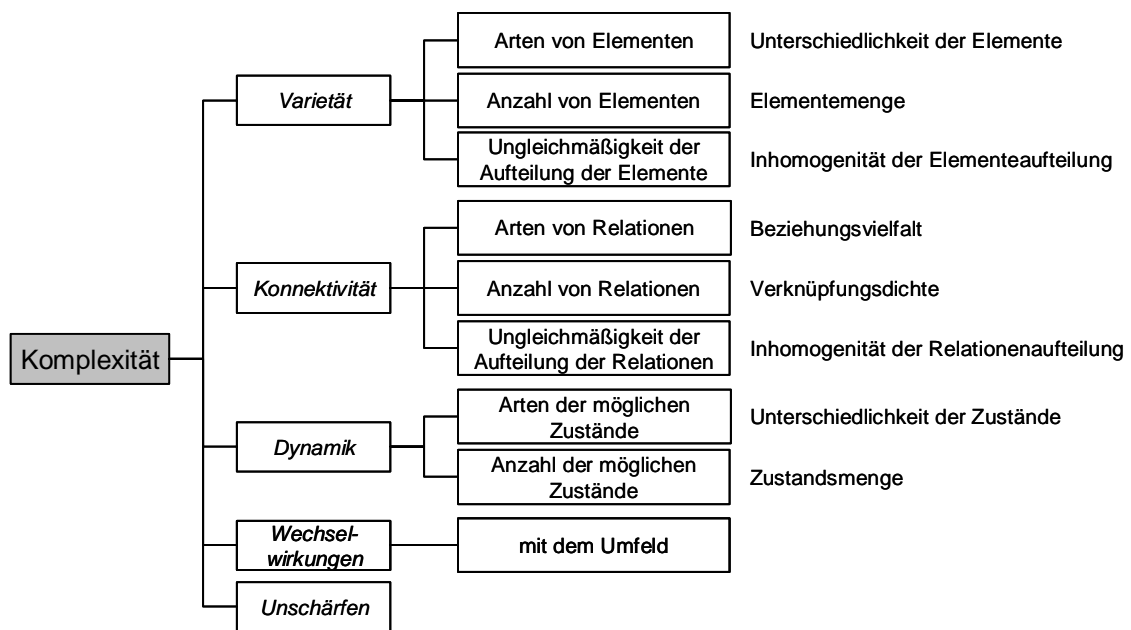 Arten von Elementen
Unterschiedlichkeit der Elemente
Varietät
Anzahl von Elementen
Elementemenge
Ungleichmäßigkeit der
Aufteilung der Elemente
Inhomogenität der Elementeaufteilung
Arten von Relationen
Beziehungsvielfalt
Konnektivität
Anzahl von Relationen
Verknüpfungsdichte
Ungleichmäßigkeit der
Aufteilung der Relationen
Inhomogenität der Relationenaufteilung
Komplexität
Arten der möglichen
Zustände
Unterschiedlichkeit der Zustände
Dynamik
Anzahl der möglichen
Zustände
Zustandsmenge
Wechsel-
wirkungen
mit dem Umfeld
Unschärfen